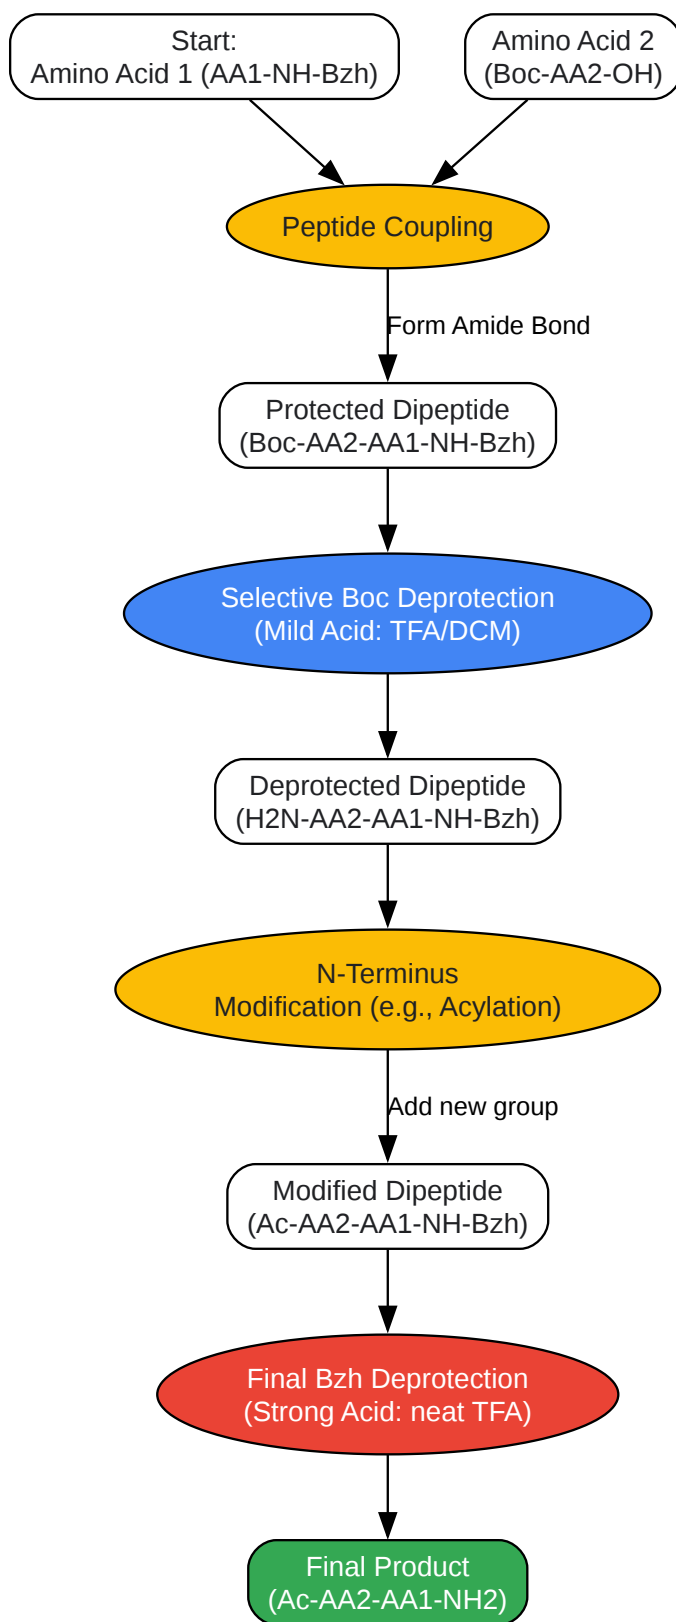 Start:
Amino Acid 1 (AA1-NH-Bzh)
Amino Acid 2
(Boc-AA2-OH)
Peptide Coupling
Form Amide Bond
Protected Dipeptide
(Boc-AA2-AA1-NH-Bzh)
Selective Boc Deprotection
(Mild Acid: TFA/DCM)
Deprotected Dipeptide
(H2N-AA2-AA1-NH-Bzh)
N-Terminus
Modification (e.g., Acylation)
Add new group
Modified Dipeptide
(Ac-AA2-AA1-NH-Bzh)
Final Bzh Deprotection
(Strong Acid: neat TFA)
Final Product
(Ac-AA2-AA1-NH2)